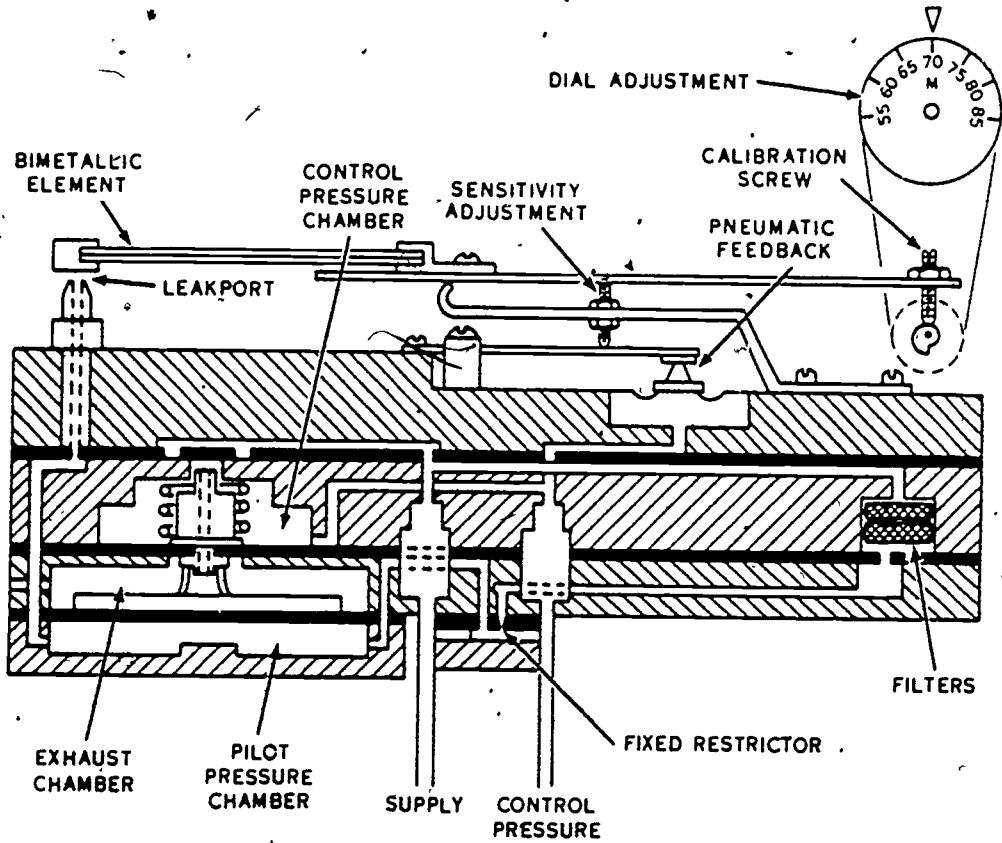 DIAL ADJUSTMENT
55 60 65 70 75 80 85
M
BIMETALLIC
ELEMENT
CONTROL
PRESSURE
CHAMBER
SENSITIVITY
ADJUSTMENT
CALIBRATION
SCREW
PNEUMATIC
FEEDBACK
LEAKPORT
EXHAUST
CHAMBER
PILOT
PRESSURE
CHAMBER
SUPPLY
CONTROL
PRESSURE
FIXED RESTRICTOR
FILTERS